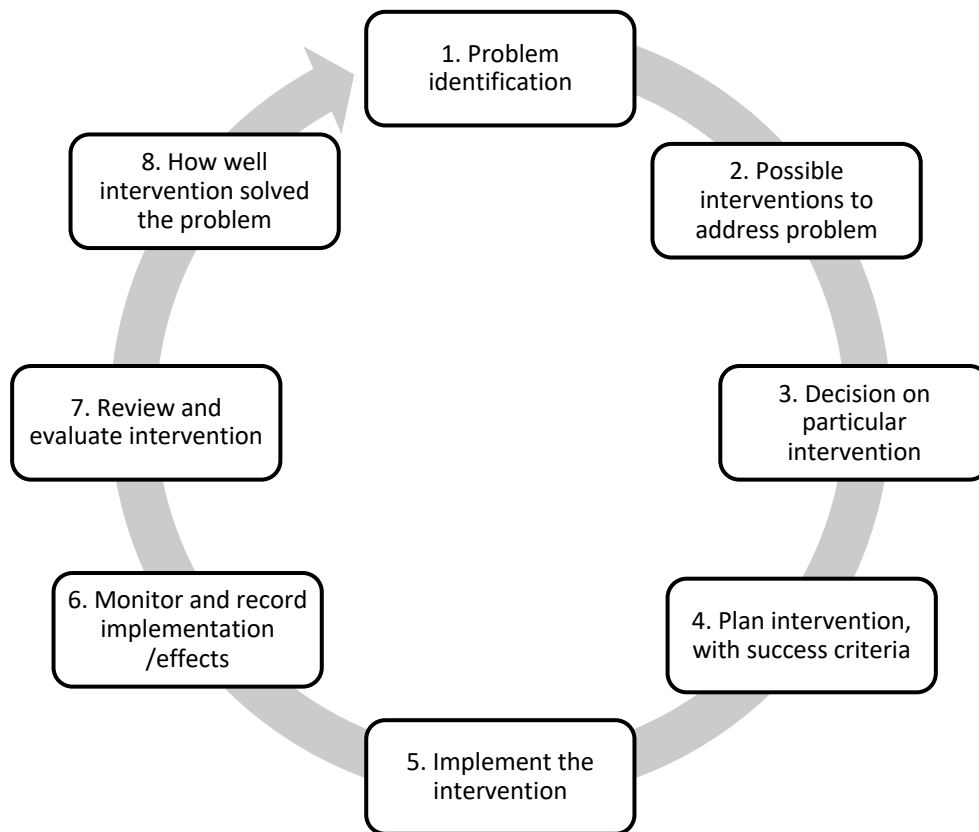 1. Problem
identification
2. Possible
interventions to
address problem
3. Decision on
particular
intervention
4. Plan intervention,
with success criteria
5. Implement the
intervention
6. Monitor and record
implementation
/effects
7. Review and
evaluate intervention
8. How well
intervention solved
the problem